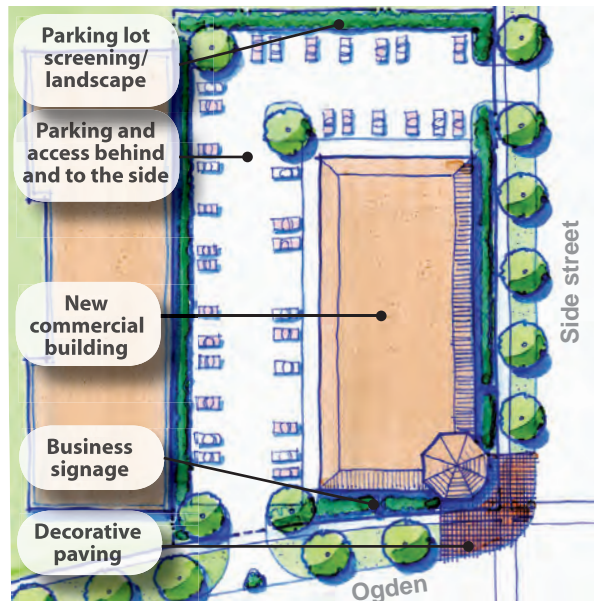 Parking lot
screening/
landscape
Parking and
access behind
and to the side
New
commercial
building
Business
signage
Decorative
paving
Side street
Ogden